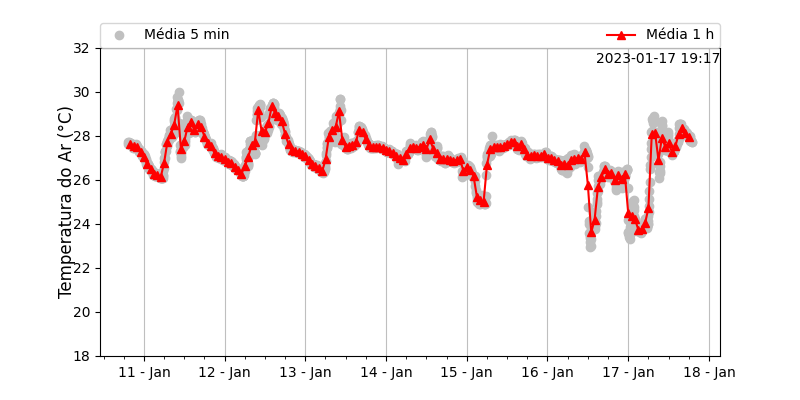 Média 5 min
Média 1 h
2023-01-17 19:17
Temperatura do Ar (°C)
32
30
28
26
24
22
20
18
11 - Jan
12 - Jan
13 - Jan
14 - Jan
15 - Jan
16 - Jan
17 - Jan
18 - Jan